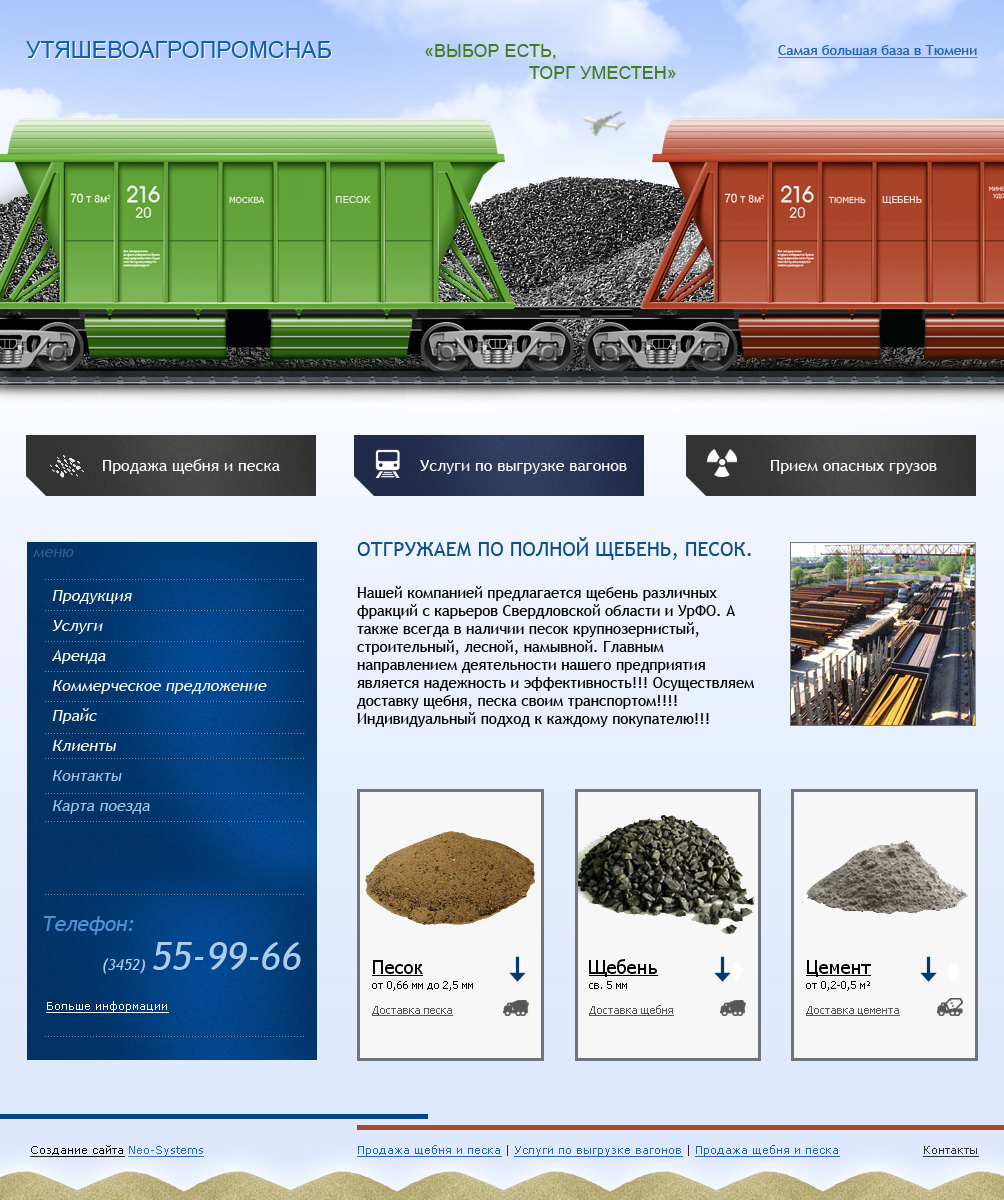 УТЯШЕВОАГРОПРОМСНАБ
«ВЫБОР ЕСТЬ,
ТОРГ УМЕСТЕН»
Самая большая база в Тюмени
70 т 8м²
216
20
МОСКВА
ПЕСОК
70 т 8м²
216
20
ТЮМЕНЬ
ЩЕБЕНЬ
Продажа щебня и песка
Услуги по выгрузке вагонов
Прием опасных грузов
меню
Продукция
Услуги
Аренда
Коммерческое предложение
Прайс
Клиенты
Контакты
Карта поезда
Телефон:
(3452) 55-99-66
Больше информации
ОТГРУЖАЕМ ПО ПОЛНОЙ ЩЕБЕНЬ, ПЕСОК.
Нашей компанией предлагается щебень различных
фракций с карьеров Свердловской области и УрФО. А
также всегда в наличии песок крупнозернистый,
строительный, лесной, намывной. Главным
направлением деятельности нашего предприятия
является надежность и эффективность!!! Осуществляем
доставку щебня, песка своим транспортом!!!!
Индивидуальный подход к каждому покупателю!!!
Песок
от 0,66 мм до 2,5 мм
Доставка песка
Щебень
св. 5 мм
Доставка щебня
Цемент
от 0,2-0,5 м²
Доставка цемента
Создание сайта Neo-Systems
Продажа щебня и песка | Услуги по выгрузке вагонов | Продажа щебня и песка
Контакты